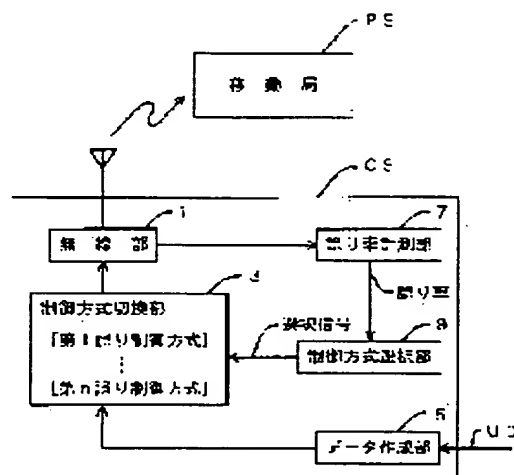 PS
移動局
CS
無線部
7
誤り率計測部
制御方式切換部
誤り率
[第1誤り制御方式]
選択信号
⋮
制御方式選択部
[第n誤り制御方式]
5
データ作成部